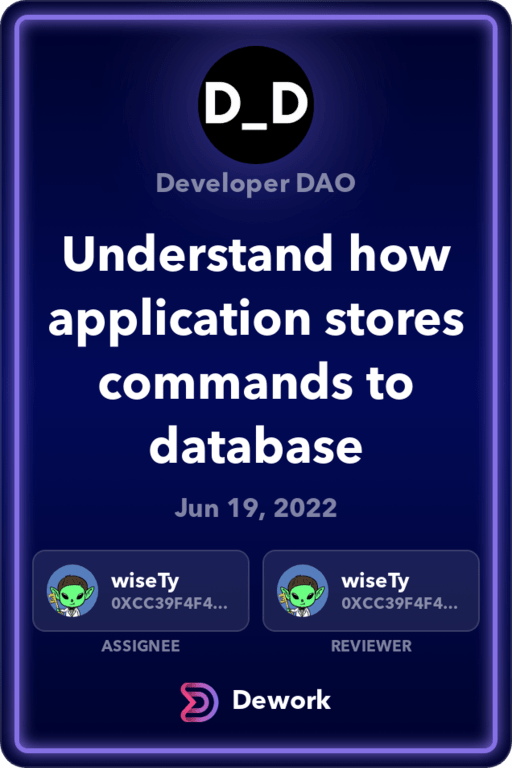 D_D
Developer DAO
Understand how
application stores
commands to
database
Jun 19, 2022
wiseTy
0XCC39F4F4...
ASSIGNEE
wiseTy
0XCC39F4F4...
REVIEWER
Dework